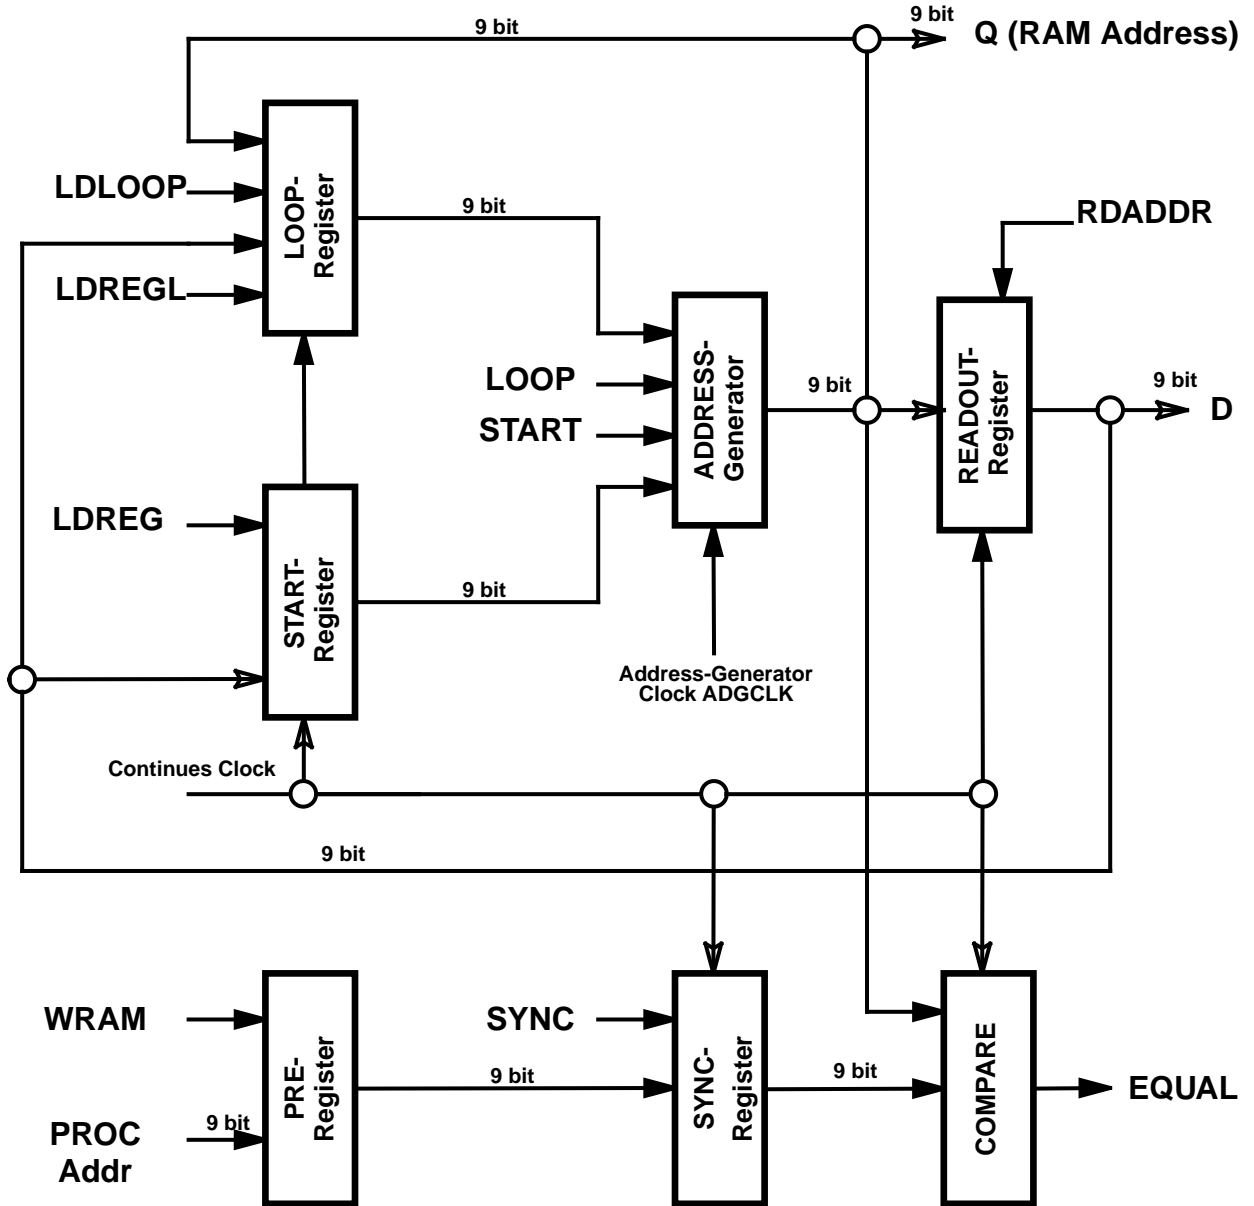 9 bit
9 bit
Q (RAM Address)
LOOP-
Register
LDLOOP
LDREGL
9 bit
RDADDR
LOOP
START
ADDRESS-
Generator
9 bit
READOUT-
Register
9 bit
D
LDREG
START-
Register
9 bit
Address-Generator
Clock ADGCLK
Continues Clock
9 bit
WRAM
PROC
Addr
9 bit
PRE-
Register
9 bit
SYNC
SYNC-
Register
9 bit
COMPARE
EQUAL